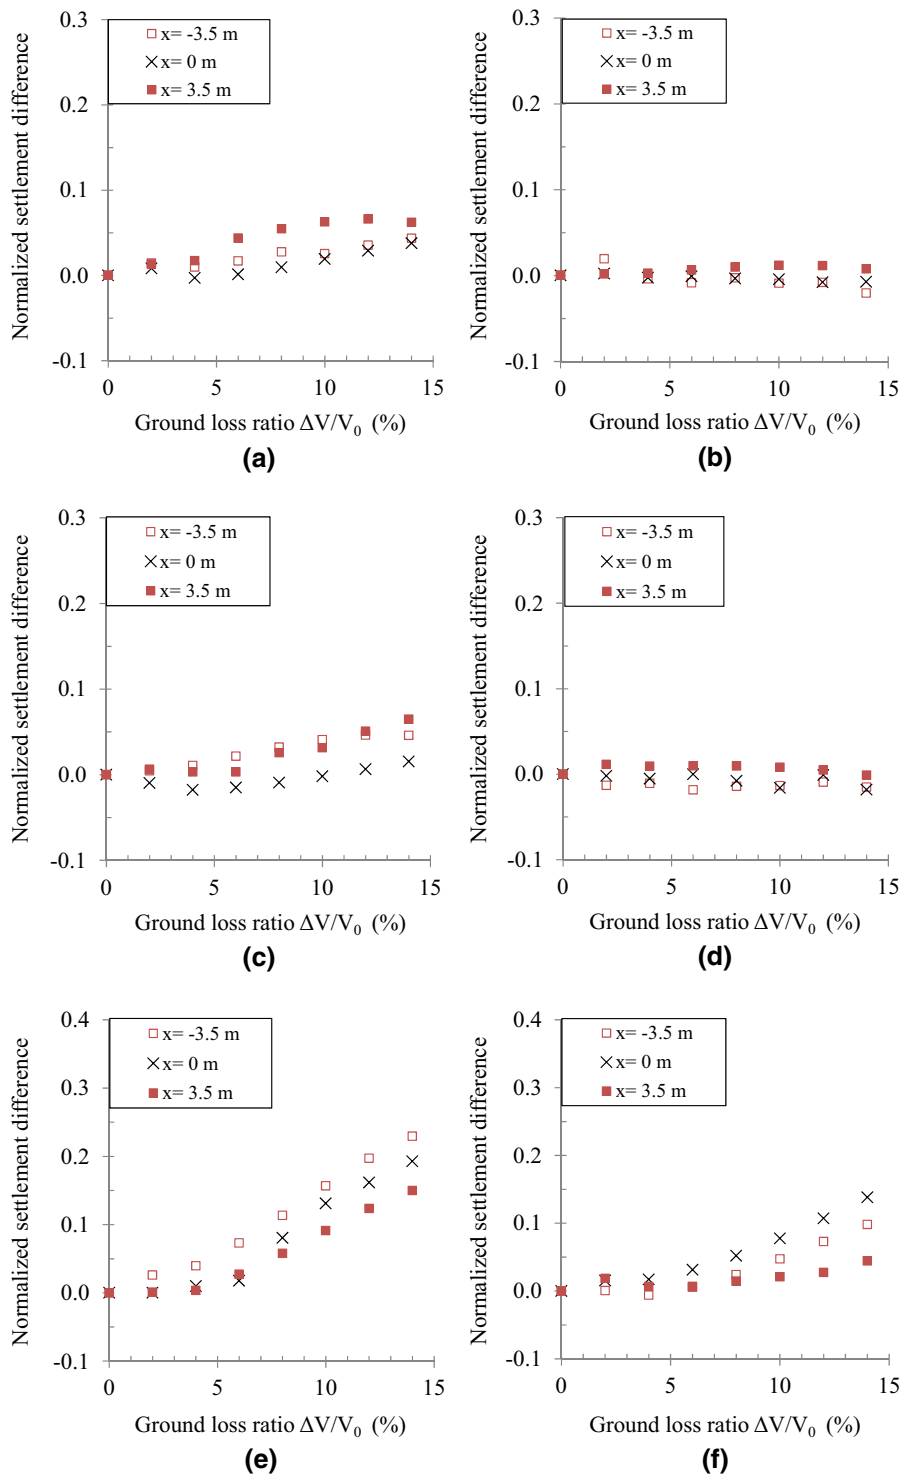 Normalized settlement difference
0.3
0.2
0.1
0.0
-0.1
x= -3.5 m
x= 0 m
x= 3.5 m
0 5 10 15
Ground loss ratio ΔV/V₀ (%)
(a)
Normalized settlement difference
0.3
0.2
0.1
0.0
-0.1
x= -3.5 m
x= 0 m
x= 3.5 m
0 5 10 15
Ground loss ratio ΔV/V₀ (%)
(b)
Normalized settlement difference
0.3
0.2
0.1
0.0
-0.1
x= -3.5 m
x= 0 m
x= 3.5 m
0 5 10 15
Ground loss ratio ΔV/V₀ (%)
(c)
Normalized settlement difference
0.3
0.2
0.1
0.0
-0.1
x= -3.5 m
x= 0 m
x= 3.5 m
0 5 10 15
Ground loss ratio ΔV/V₀ (%)
(d)
Normalized settlement difference
0.4
0.3
0.2
0.1
0.0
-0.1
x= -3.5 m
x= 0 m
x= 3.5 m
0 5 10 15
Ground loss ratio ΔV/V₀ (%)
(e)
Normalized settlement difference
0.4
0.3
0.2
0.1
0.0
-0.1
x= -3.5 m
x= 0 m
x= 3.5 m
0 5 10 15
Ground loss ratio ΔV/V₀ (%)
(f)